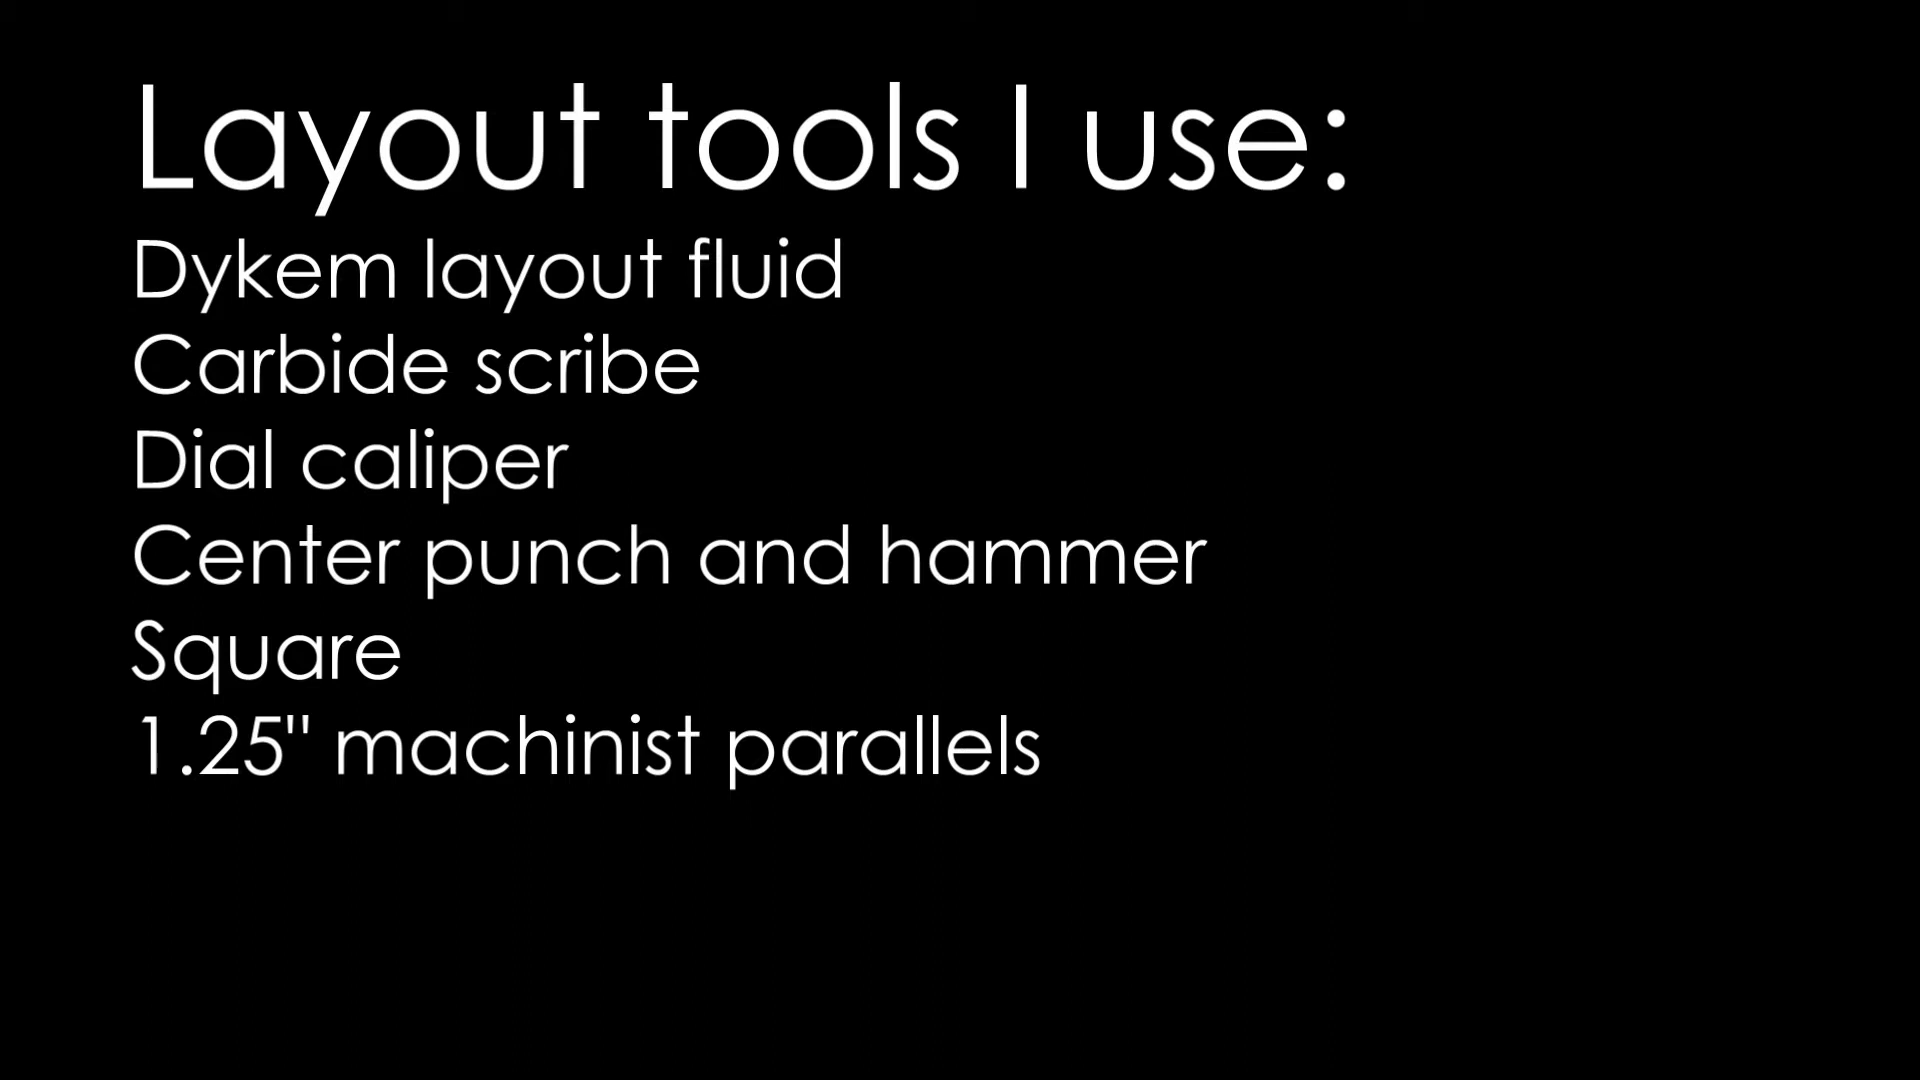 Layout tools I use:
Dykem layout fluid
Carbide scribe
Dial caliper
Center punch and hammer
Square
1.25" machinist parallels